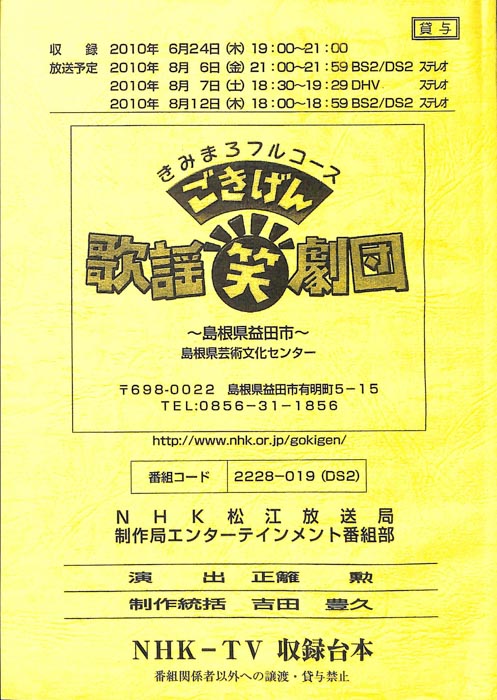 貸与
収 録 2010年 6月24日(木) 19:00〜21:00
放送予定 2010年 8月 6日(金) 21:00〜21:59 BS2/DS2 ステレオ
2010年 8月 7日(土) 18:30〜19:29 DHV ステレオ
2010年 8月12日(木) 18:00〜18:59 BS2/DS2 ステレオ
きみまろフルコース
ごきげん
歌謡笑劇団
〜島根県益田市〜
島根県芸術文化センター
〒698-0022 島根県益田市有明町5−15
TEL:0856−31−1856
http://www.nhk.or.jp/gokigen/
番組コード 2228−019 (DS2)
NHK松江放送局
制作局エンターテインメント番組部
演出 正籬 勲
制作統括 吉田 豊久
NHK−TV 収録台本
番組関係者以外への譲渡・貸与禁止